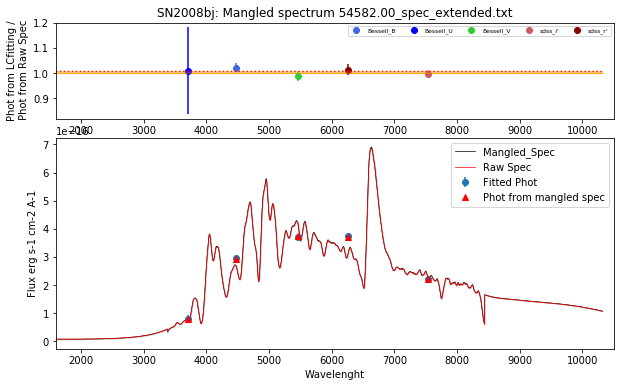 SN2008bj: Mangled spectrum 54582.00_spec_extended.txt
Phot from LCfitting /
Phot from Raw Spec
1.2
1.1
1.0
0.9
Bessell_B
Bessell_U
Bessell_V
sdss_i'
sdss_r'
2000 3000 4000 5000 6000 7000 8000 9000 10000
Flux erg s-1 cm-2 A-1
7
6
5
4
3
2
1
0
Mangled_Spec
Raw Spec
Fitted Phot
Phot from mangled spec
2000 3000 4000 5000 6000 7000 8000 9000 10000
Wavelenght